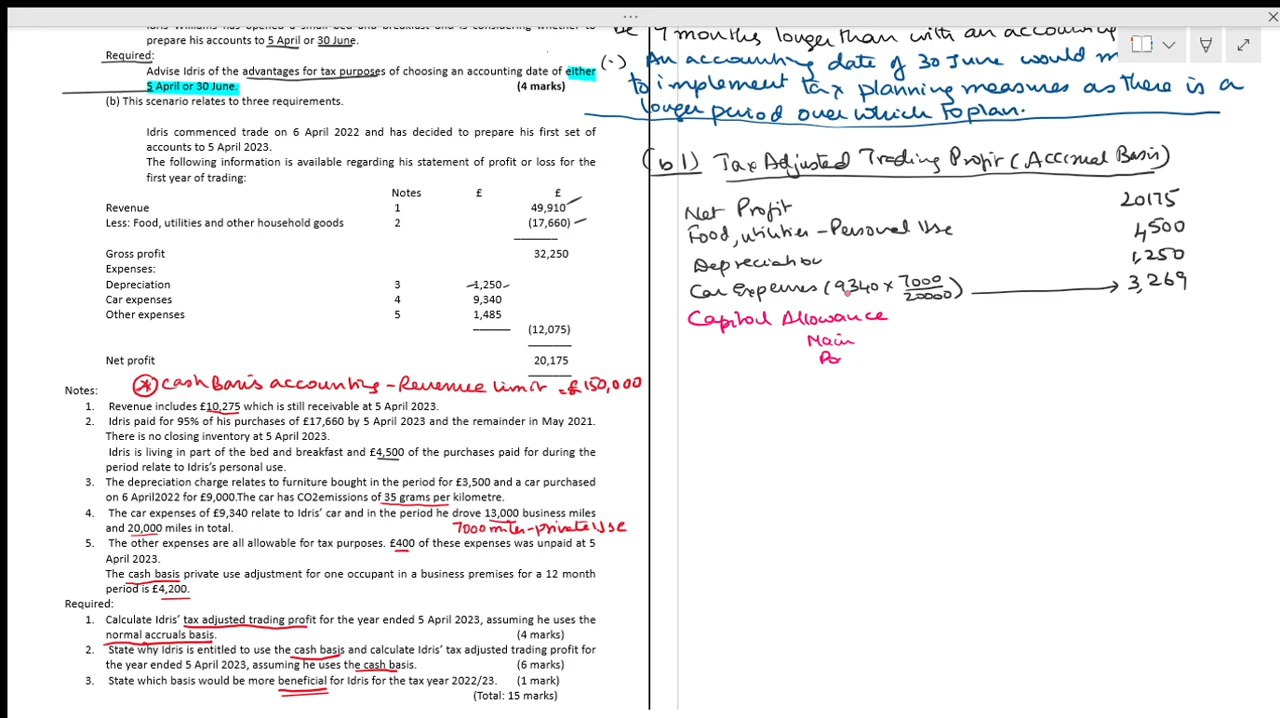 prepare his accounts to 5 April or 30 June.
Required:
Advise Idris of the advantages for tax purposes of choosing an accounting date of either
5 April or 30 June. (4 marks)
(b) This scenario relates to three requirements.
Idris commenced trade on 6 April 2022 and has decided to prepare his first set of
accounts to 5 April 2023.
The following information is available regarding his statement of profit or loss for the
first year of trading:
Notes £ £
Revenue 1 49,910
Less: Food, utilities and other household goods 2 (17,660)
Gross profit 32,250
Expenses:
Depreciation 3 1,250
Car expenses 4 9,340
Other expenses 5 1,485
(12,075)
Net profit 20,175
* Cash Basis accounting - Revenue limit = £150,000
Notes:
1. Revenue includes £10,275 which is still receivable at 5 April 2023.
2. Idris paid for 95% of his purchases of £17,660 by 5 April 2023 and the remainder in May 2021.
There is no closing inventory at 5 April 2023.
Idris is living in part of the bed and breakfast and £4,500 of the purchases paid for during the
period relate to Idris's personal use.
3. The depreciation charge relates to furniture bought in the period for £3,500 and a car purchased
on 6 April2022 for £9,000.The car has CO2emissions of 35 grams per kilometre.
4. The car expenses of £9,340 relate to Idris' car and in the period he drove 13,000 business miles
and 20,000 miles in total. 7000 miles-private Use
5. The other expenses are all allowable for tax purposes. £400 of these expenses was unpaid at 5
April 2023.
The cash basis private use adjustment for one occupant in a business premises for a 12 month
period is £4,200.
Required:
1. Calculate Idris' tax adjusted trading profit for the year ended 5 April 2023, assuming he uses the
normal accruals basis. (4 marks)
2. State why Idris is entitled to use the cash basis and calculate Idris' tax adjusted trading profit for
the year ended 5 April 2023, assuming he uses the cash basis. (6 marks)
3. State which basis would be more beneficial for Idris for the tax year 2022/23. (1 mark)
(Total: 15 marks)
be 9 months longer than with an accounting
(-) An accounting date of 30 June would m
to implement tax planning measures as there is a
longer period over which to plan.
(b1) Tax Adjusted Trading Profit (Accrual Basis)
Net Profit 20175
Food, utilities - Personal Use 4,500
Depreciation 1,250
Car Expenses (9340 × 7000/20000) → 3,269
Capital Allowance
Main
Po